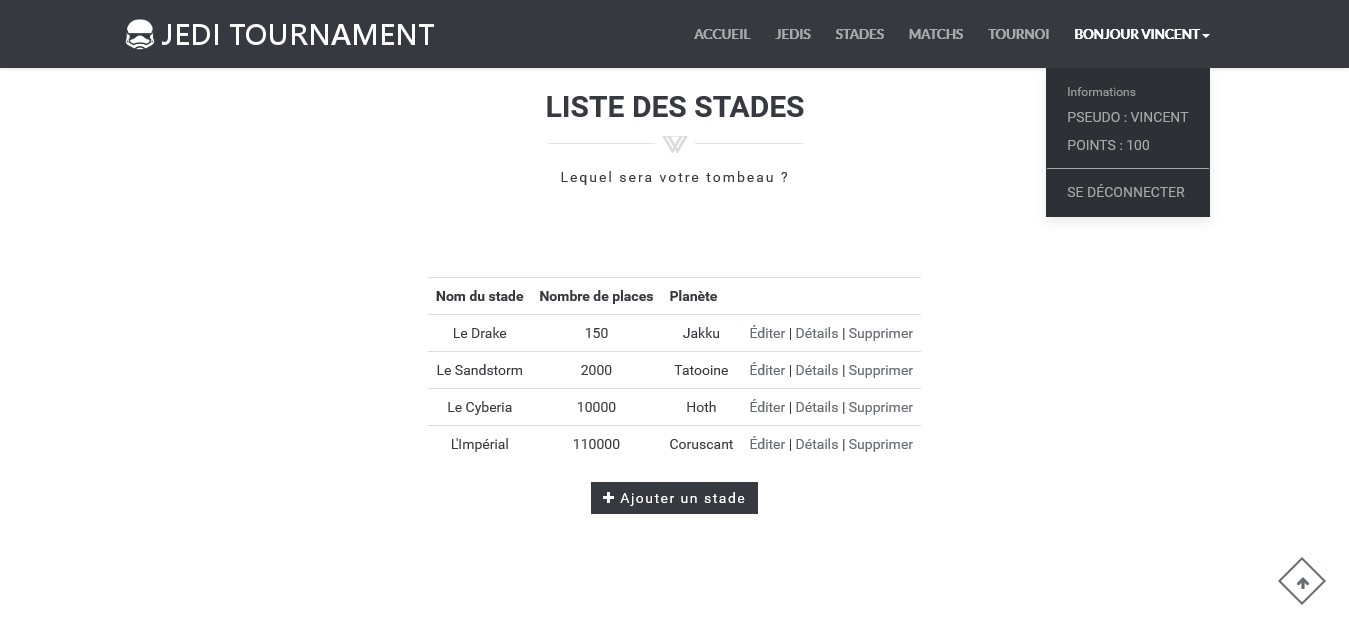 JEDI TOURNAMENT ACCUEIL JEDIS STADES MATCHS TOURNOI BONJOUR VINCENT
Informations
PSEUDO : VINCENT
POINTS : 100
SE DÉCONNECTER
LISTE DES STADES
Lequel sera votre tombeau ?
Nom du stade Nombre de places Planète
Le Drake 150 Jakku Éditer | Détails | Supprimer
Le Sandstorm 2000 Tatooine Éditer | Détails | Supprimer
Le Cyberia 10000 Hoth Éditer | Détails | Supprimer
L'Impérial 110000 Coruscant Éditer | Détails | Supprimer
Ajouter un stade